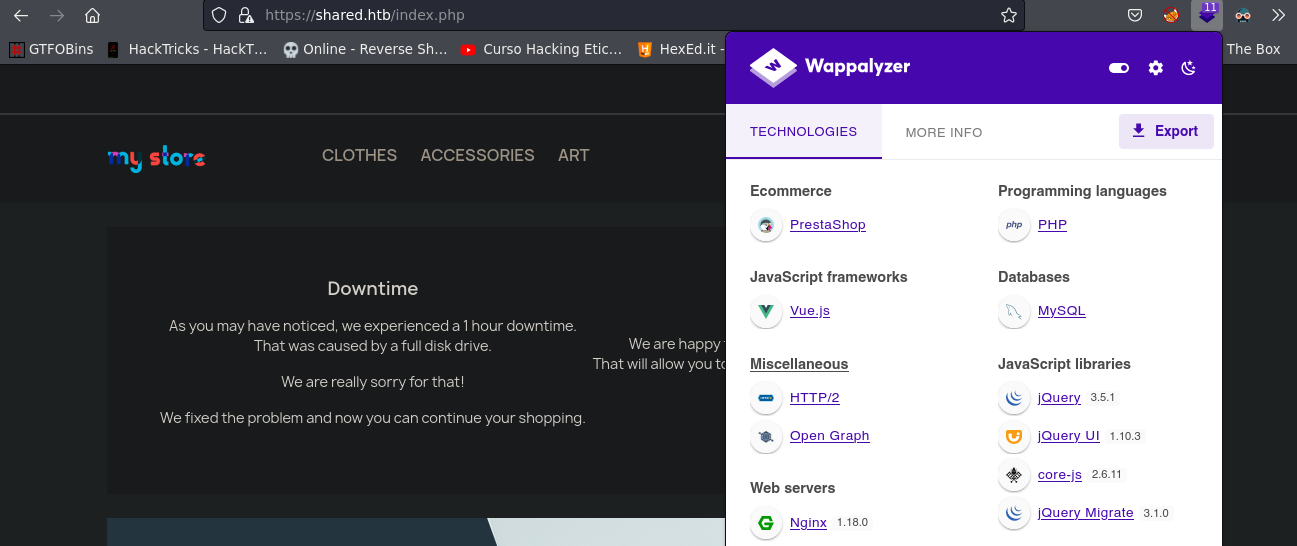 https://shared.htb/index.php
11
GTFOBins
HackTricks - HackT…
Online - Reverse Sh…
Curso Hacking Etic…
HexEd.it -
The Box
Wappalyzer
TECHNOLOGIES
MORE INFO
Export
my store
CLOTHES ACCESSORIES ART
Downtime
As you may have noticed, we experienced a 1 hour downtime.
That was caused by a full disk drive.
We are really sorry for that!
We fixed the problem and now you can continue your shopping.
We are happy
That will allow you
Ecommerce
PrestaShop
JavaScript frameworks
Vue.js
Miscellaneous
HTTP/2
Open Graph
Web servers
Nginx 1.18.0
Programming languages
php PHP
Databases
MySQL
JavaScript libraries
jQuery 3.5.1
jQuery UI 1.10.3
core-js 2.6.11
jQuery Migrate 3.1.0